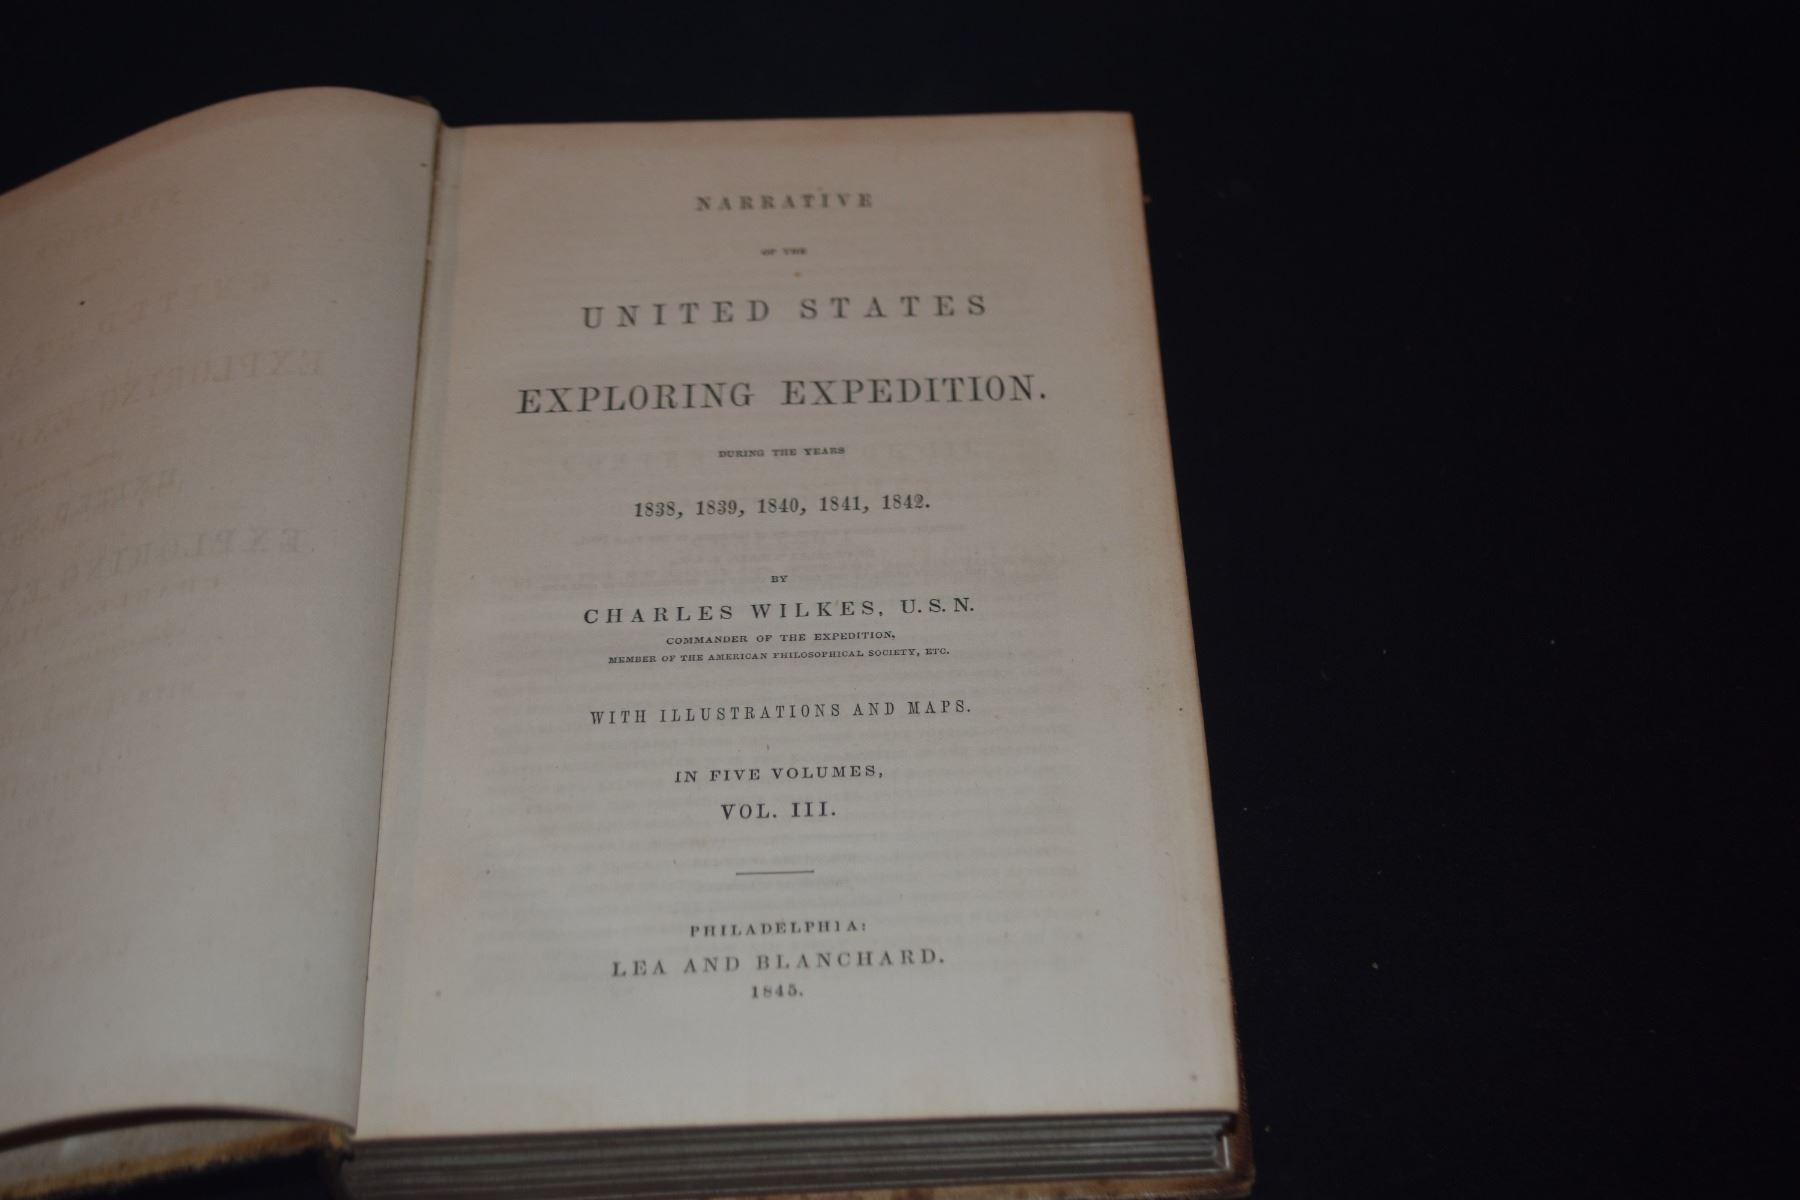 NARRATIVE
OF THE
UNITED STATES
EXPLORING EXPEDITION.
DURING THE YEARS
1838, 1839, 1840, 1841, 1842.
BY
CHARLES WILKES, U.S.N.
COMMANDER OF THE EXPEDITION,
MEMBER OF THE AMERICAN PHILOSOPHICAL SOCIETY, ETC.
WITH ILLUSTRATIONS AND MAPS.
IN FIVE VOLUMES,
VOL. III.
PHILADELPHIA:
LEA AND BLANCHARD.
1845.